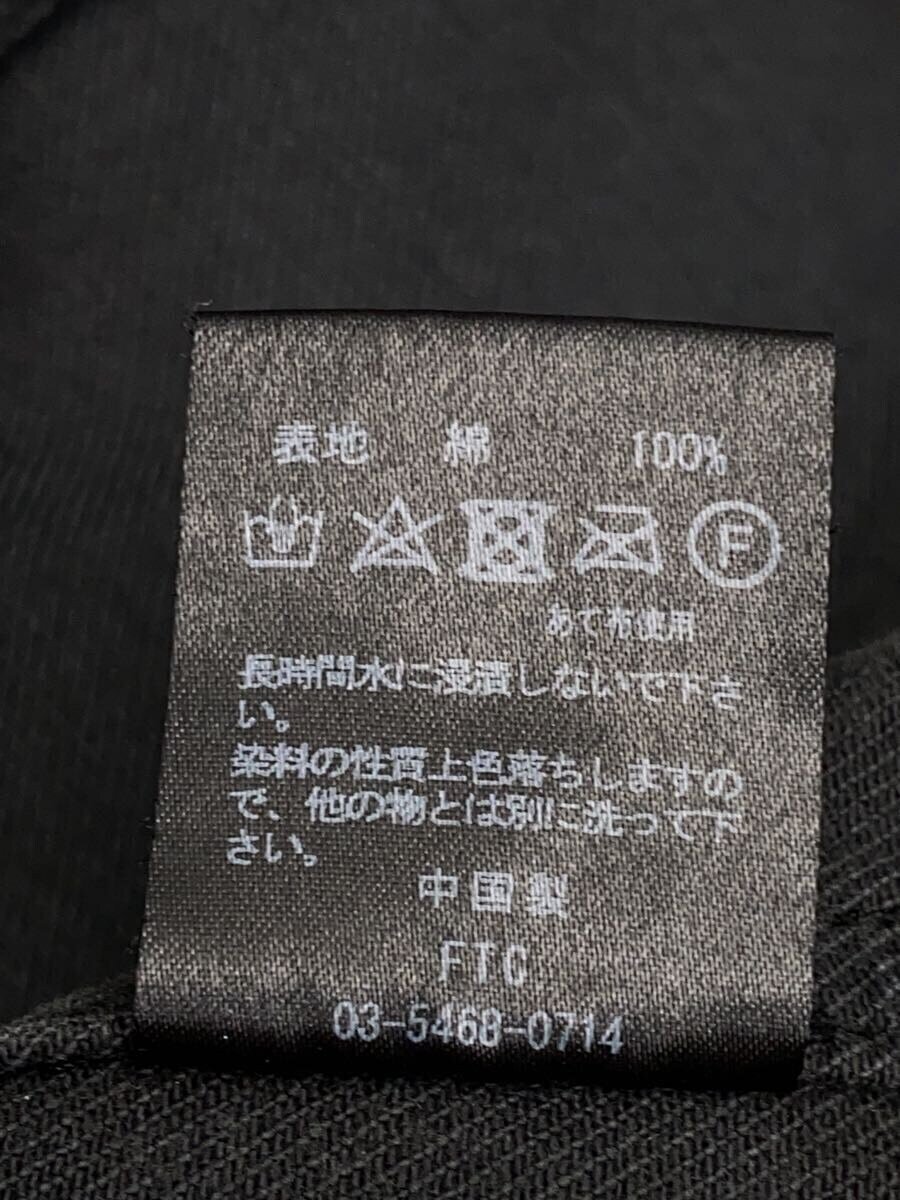 表地 綿 100%
F
あて布使用
長時間水に浸漬しないで下さ
い。
染料の性質上色落ちしますの
で、他の物とは別に洗って下
さい。
中国製
FTC
03-5468-0714